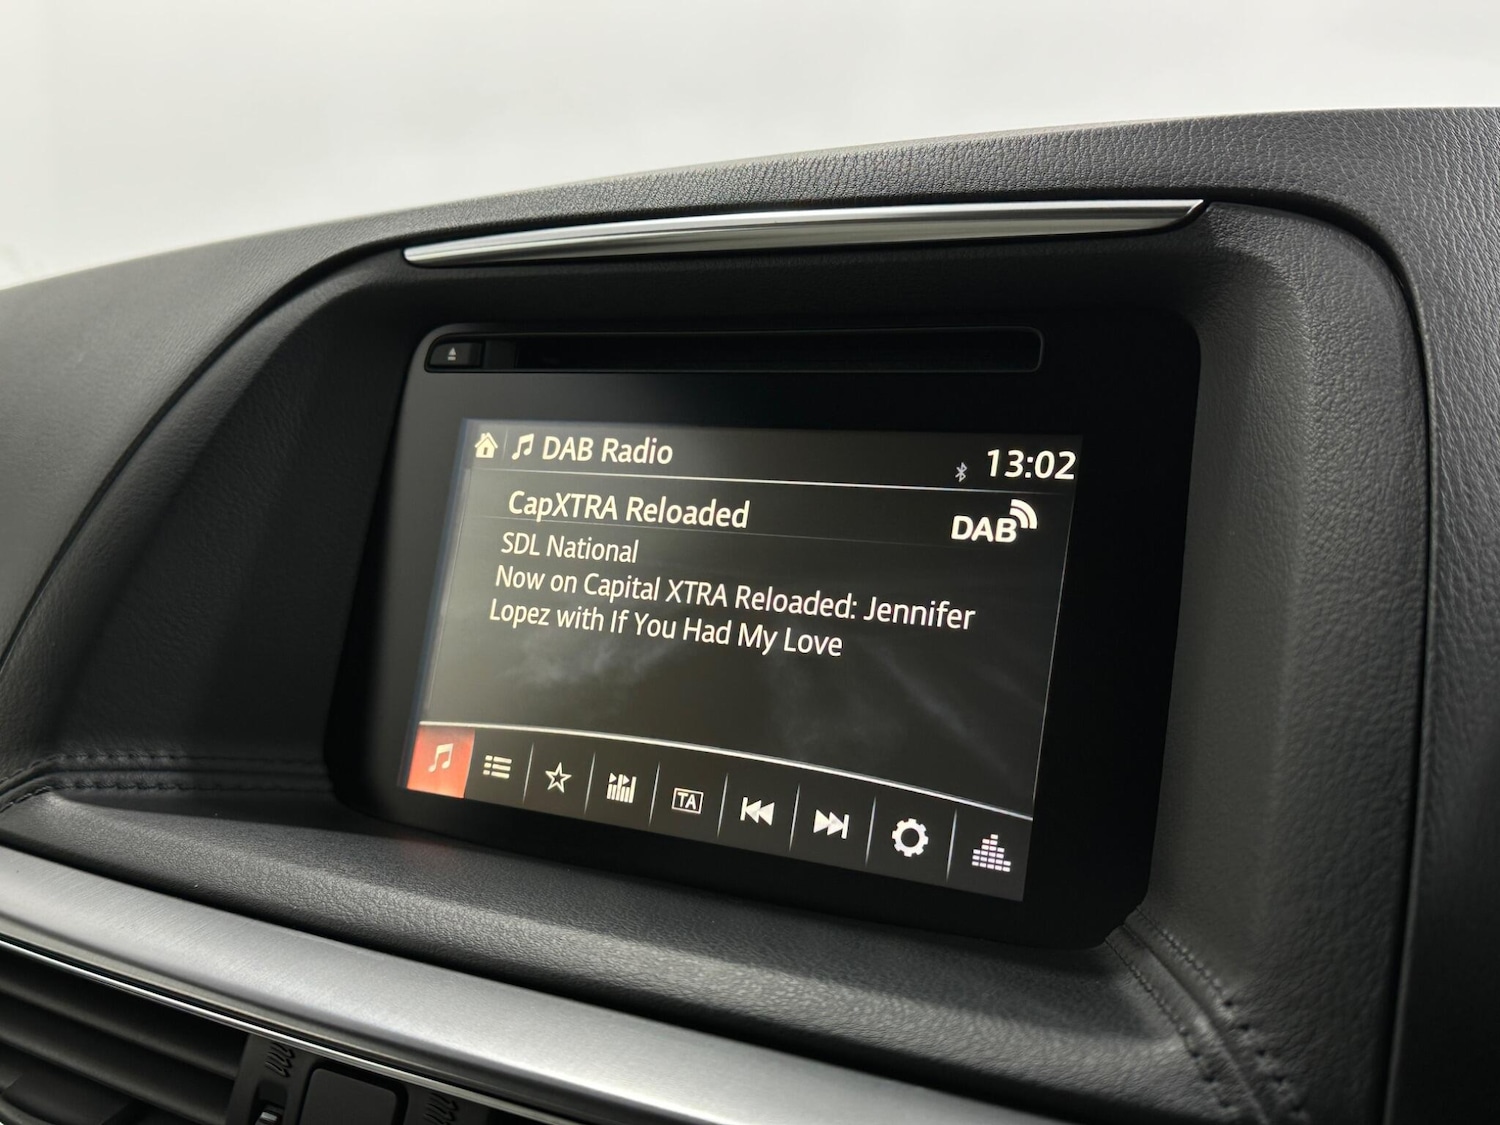 DAB Radio
13:02
CapXTRA Reloaded
DAB
SDL National
Now on Capital XTRA Reloaded: Jennifer
Lopez with If You Had My Love
TA